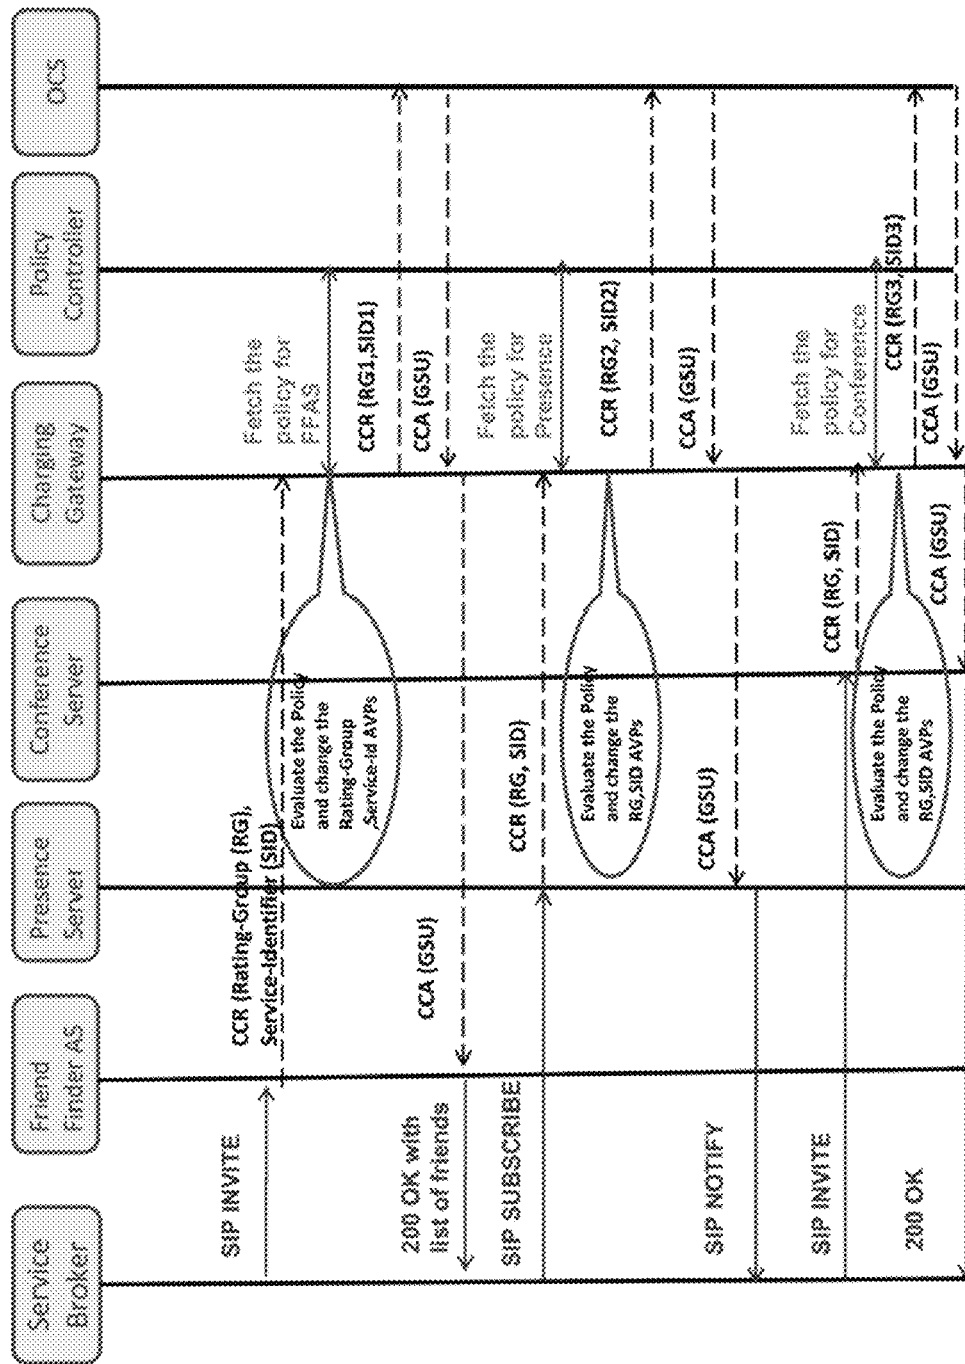 Service
Broker
Friend
Finder AS
Presence
Server
Conference
Server
Charging
Gateway
Policy
Controller
OCS
SIP INVITE
CCR (Rating-Group (RG),
Service-Identifier (SID)
Evaluate the Policy
and change the
Rating-Group
,Service-Id AVPs
Fetch the
policy for
FFAS
CCR (RG1,SID1)
CCA (GSU)
CCA (GSU)
200 OK with
list of friends
SIP SUBSCRIBE
CCR (RG, SID)
Fetch the
policy for
Presence
Evaluate the Policy
and change the
RG,SID AVPs
CCR (RG2, SID2)
CCA (GSU)
CCA (GSU)
SIP NOTIFY
SIP INVITE
CCR (RG, SID)
Fetch the
policy for
Conference
Evaluate the Policy
and change the
RG,SID AVPs
CCR (RG3, SID3)
CCA (GSU)
CCA (GSU)
200 OK